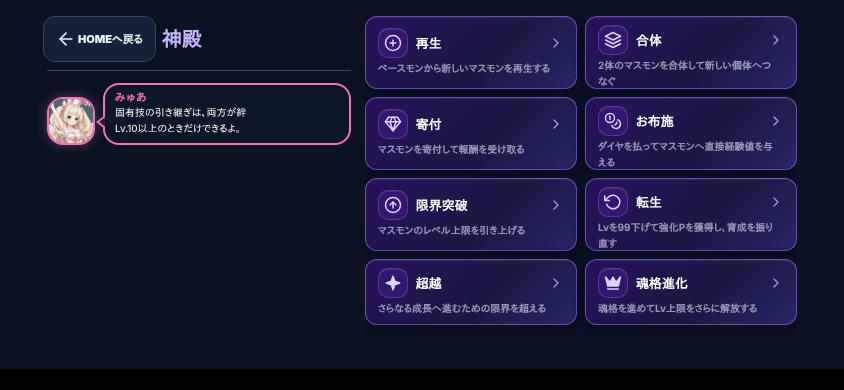 HOMEへ戻る
神殿
みゅあ
固有技の引き継ぎは、両方が絆
Lv.10以上のときだけできるよ。
再生
ベースモンから新しいマスモンを再生する
合体
2体のマスモンを合体して新しい個体へつ
なぐ
寄付
マスモンを寄付して報酬を受け取る
お布施
ダイヤを払ってマスモンへ直接経験値を与
える
限界突破
マスモンのレベル上限を引き上げる
転生
Lvを99下げて強化Pを獲得し、育成を振り
直す
超越
さらなる成長へ進むための限界を超える
魂格進化
魂格を進めてLv上限をさらに解放する